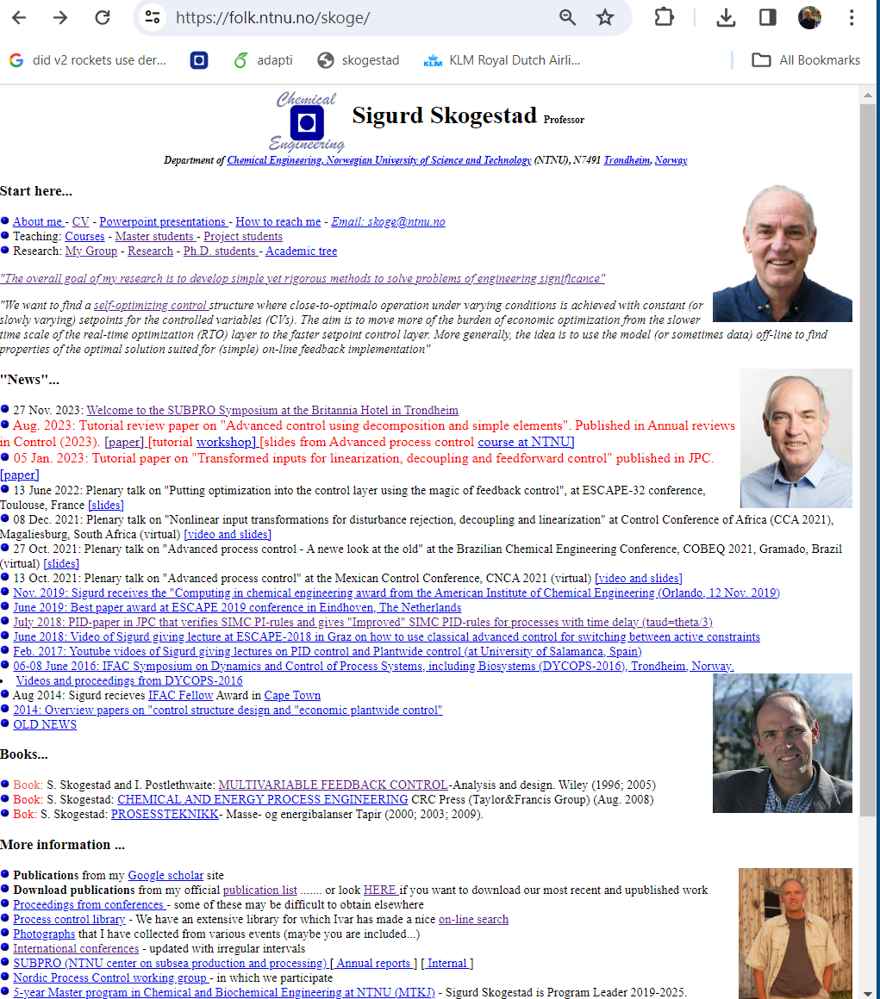 https://folk.ntnu.no/skoge/
did v2 rockets use der...
adapti
skogestad
KLM
KLM Royal Dutch Airli...
All Bookmarks
Chemical
Engineering
Sigurd Skogestad Professor
Department of Chemical Engineering, Norwegian University of Science and Technology (NTNU), N7491 Trondheim, Norway
Start here...
About me - CV - Powerpoint presentations - How to reach me - Email: skoge@ntnu.no
Teaching: Courses - Master students - Project students
Research: My Group - Research - Ph.D. students - Academic tree
"The overall goal of my research is to develop simple yet rigorous methods to solve problems of engineering significance"
"We want to find a self-optimizing control structure where close-to-optimalo operation under varying conditions is achieved with constant (or
slowly varying) setpoints for the controlled variables (CVs). The aim is to move more of the burden of economic optimization from the slower
time scale of the real-time optimization (RTO) layer to the faster setpoint control layer. More generally, the idea is to use the model (or sometimes data) off-line to find
properties of the optimal solution suited for (simple) on-line feedback implementation"
"News"...
27 Nov. 2023: Welcome to the SUBPRO Symposium at the Britannia Hotel in Trondheim
Aug. 2023: Tutorial review paper on "Advanced control using decomposition and simple elements". Published in Annual reviews
in Control (2023). [paper] [tutorial workshop] [slides from Advanced process control course at NTNU]
05 Jan. 2023: Tutorial paper on "Transformed inputs for linearization, decoupling and feedforward control" published in JPC.
[paper]
13 June 2022: Plenary talk on "Putting optimization into the control layer using the magic of feedback control", at ESCAPE-32 conference,
Toulouse, France [slides]
08 Dec. 2021: Plenary talk on "Nonlinear input transformations for disturbance rejection, decoupling and linearization" at Control Conference of Africa (CCA 2021),
Magaliesburg, South Africa (virtual) [video and slides]
27 Oct. 2021: Plenary talk on "Advanced process control - A newe look at the old" at the Brazilian Chemical Engineering Conference, COBEQ 2021, Gramado, Brazil
(virtual) [slides]
13 Oct. 2021: Plenary talk on "Advanced process control" at the Mexican Control Conference, CNCA 2021 (virtual) [video and slides]
Nov. 2019: Sigurd receives the "Computing in chemical engineering award from the American Institute of Chemical Engineering (Orlando, 12 Nov. 2019)
June 2019: Best paper award at ESCAPE 2019 conference in Eindhoven, The Netherlands
July 2018: PID-paper in JPC that verifies SIMC PI-rules and gives "Improved" SIMC PID-rules for processes with time delay (taud=theta/3)
June 2018: Video of Sigurd giving lecture at ESCAPE-2018 in Graz on how to use classical advanced control for switching between active constraints
Feb. 2017: Youtube vidoes of Sigurd giving lectures on PID control and Plantwide control (at University of Salamanca, Spain)
06-08 June 2016: IFAC Symposium on Dynamics and Control of Process Systems, including Biosystems (DYCOPS-2016), Trondheim, Norway.
Videos and proceedings from DYCOPS-2016
Aug 2014: Sigurd recieves IFAC Fellow Award in Cape Town
2014: Overview papers on "control structure design and "economic plantwide control"
OLD NEWS
Books...
Book: S. Skogestad and I. Postlethwaite: MULTIVARIABLE FEEDBACK CONTROL-Analysis and design. Wiley (1996; 2005)
Book: S. Skogestad: CHEMICAL AND ENERGY PROCESS ENGINEERING CRC Press (Taylor&Francis Group) (Aug. 2008)
Bok: S. Skogestad: PROSESSTEKNIKK- Masse- og energibalanser Tapir (2000; 2003; 2009).
More information ...
Publications from my Google scholar site
Download publications from my official publication list ....... or look HERE if you want to download our most recent and upublished work
Proceedings from conferences - some of these may be difficult to obtain elsewhere
Process control library - We have an extensive library for which Ivar has made a nice on-line search
Photographs that I have collected from various events (maybe you are included...)
International conferences - updated with irregular intervals
SUBPRO (NTNU center on subsea production and processing) [ Annual reports ] [ Internal ]
Nordic Process Control working group - in which we participate
5-year Master program in Chemical and Biochemical Engineering at NTNU (MTKJ) - Sigurd Skogestad is Program Leader 2019-2025.